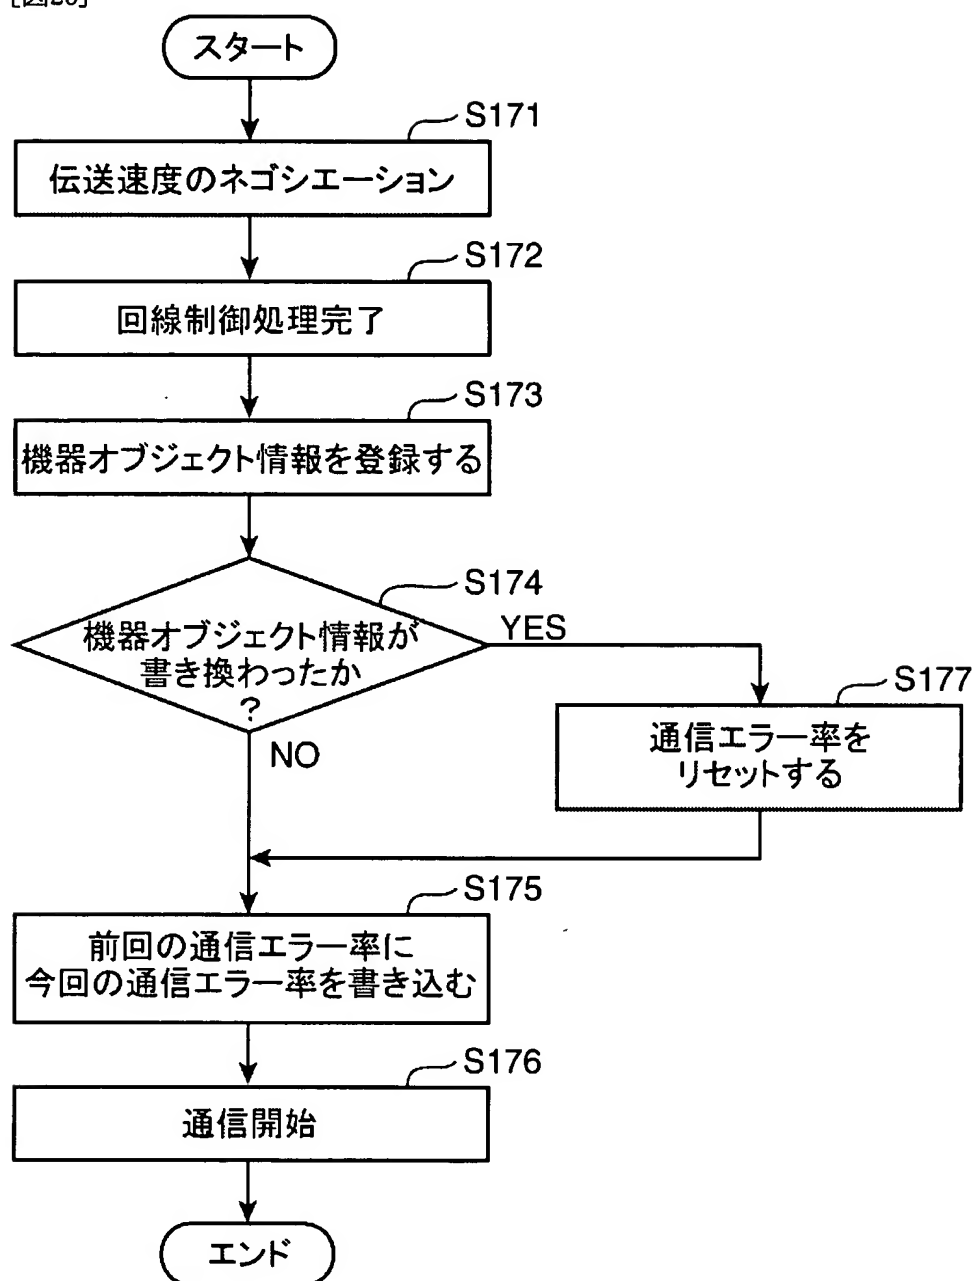 スタート
S171
伝送速度のネゴシエーション
S172
回線制御処理完了
S173
機器オブジェクト情報を登録する
S174
機器オブジェクト情報が
書き換わったか
?
YES
NO
S177
通信エラー率を
リセットする
S175
前回の通信エラー率に
今回の通信エラー率を書き込む
S176
通信開始
エンド